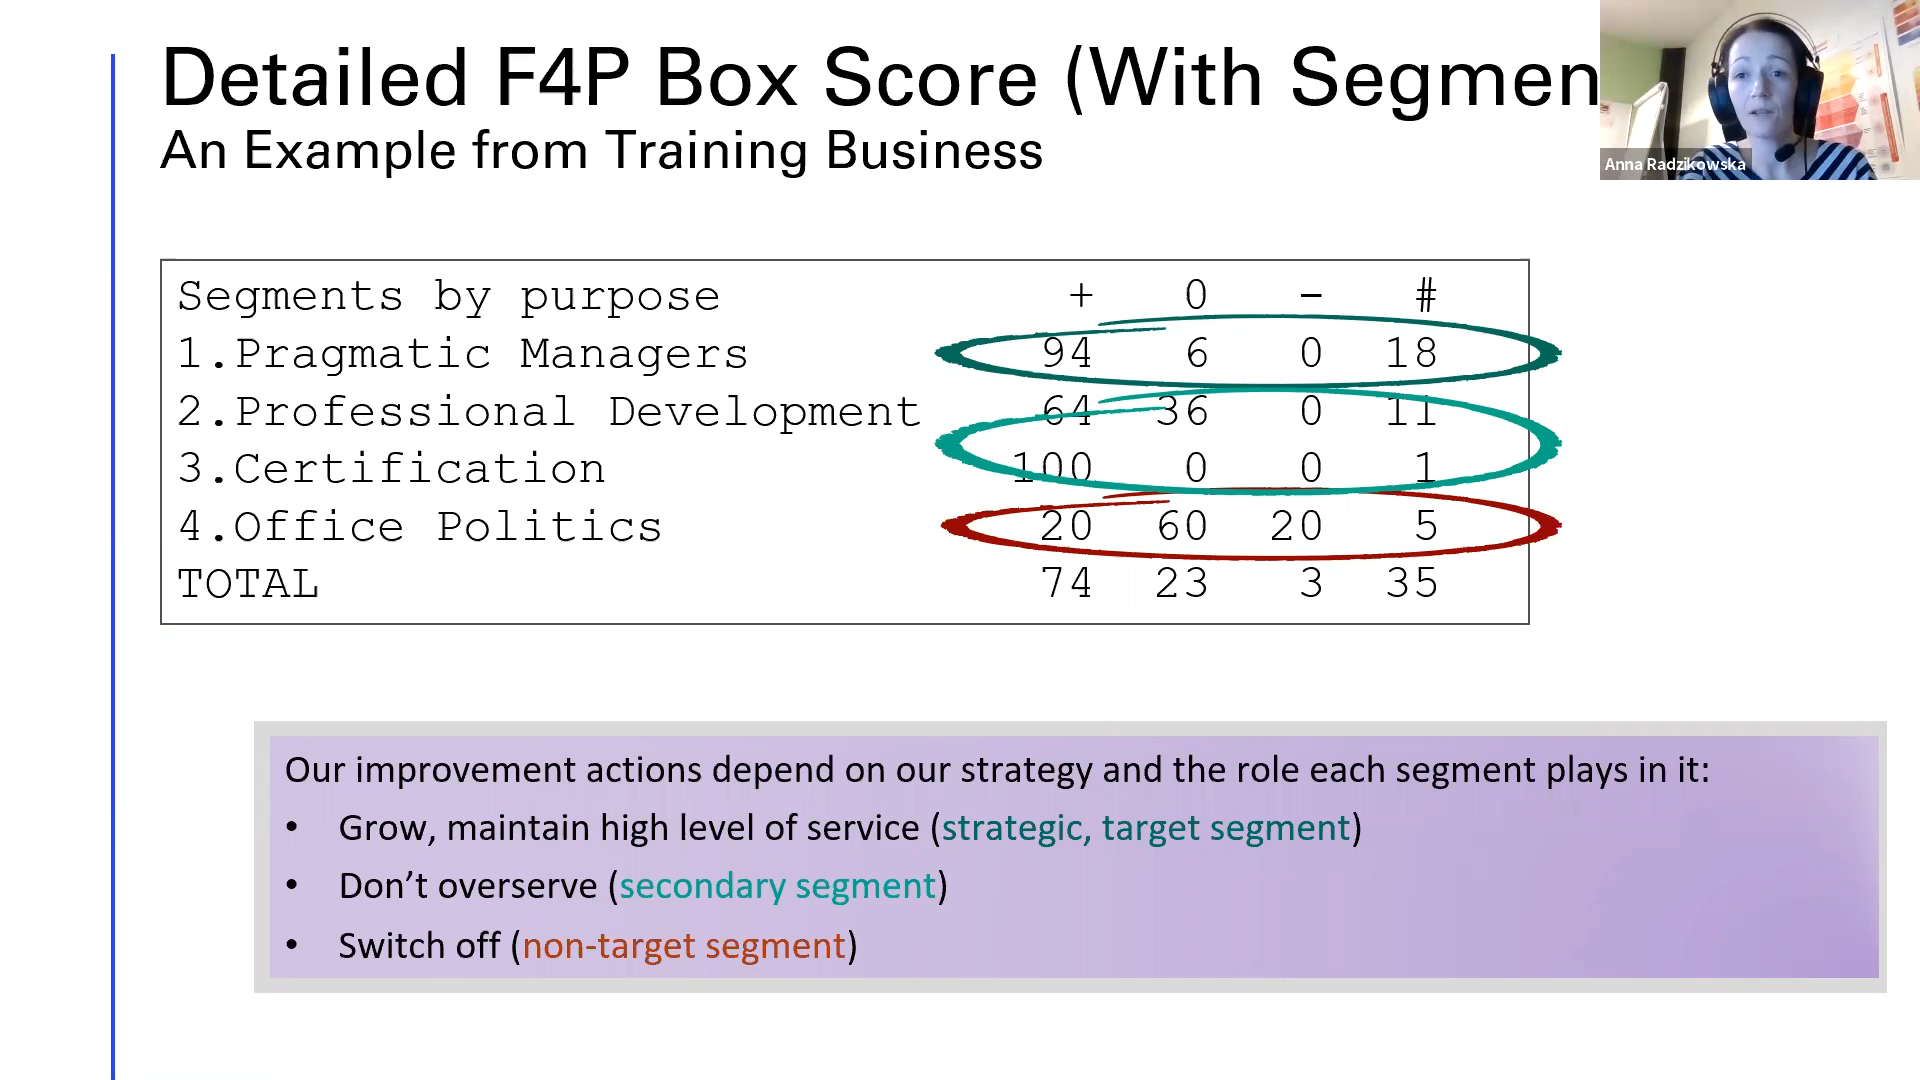 Detailed F4P Box Score (With Segmen
An Example from Training Business
Anna Radzikowska
Segments by purpose + 0 – #
1.Pragmatic Managers 94 6 0 18
2.Professional Development 64 36 0 11
3.Certification 100 0 0 1
4.Office Politics 20 60 20 5
TOTAL 74 23 3 35
Our improvement actions depend on our strategy and the role each segment plays in it:
• Grow, maintain high level of service (strategic, target segment)
• Don’t overserve (secondary segment)
• Switch off (non-target segment)